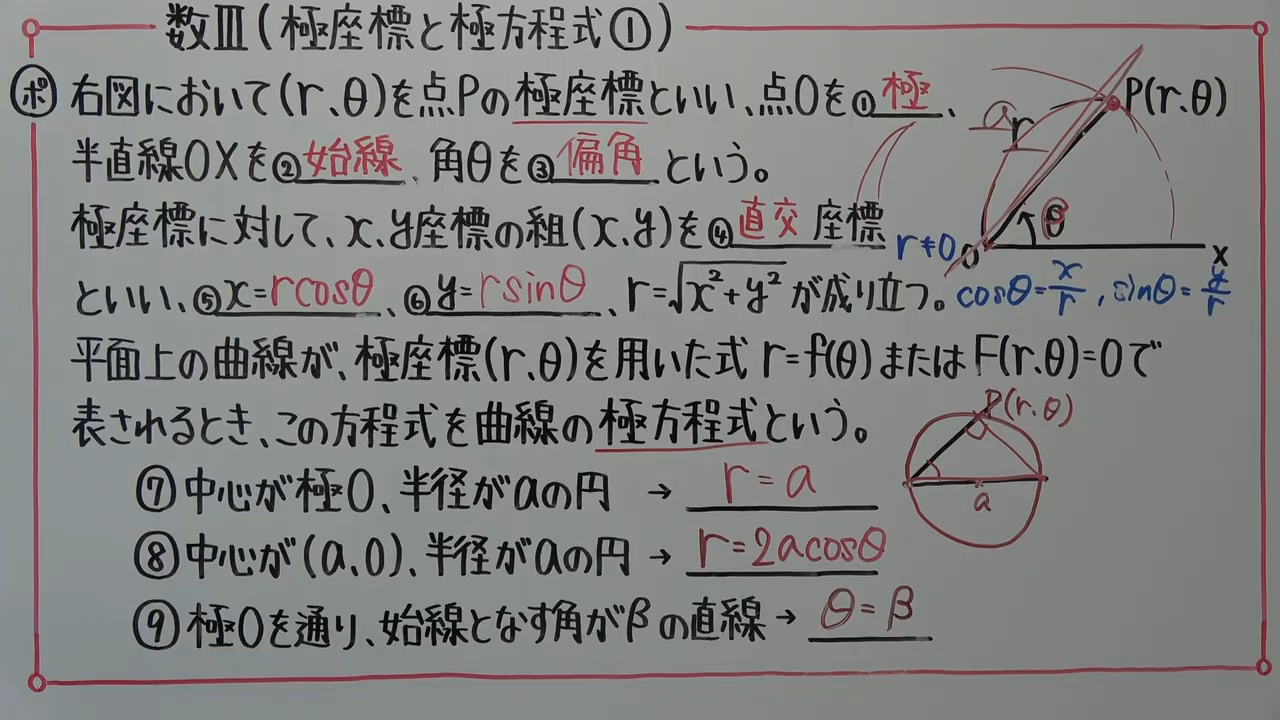 数Ⅲ(極座標と極方程式①)
ポ 右図において(r、θ)を点Pの極座標といい、点Oを①極、
半直線OXを②始線、角θを③偏角という。
極座標に対して、x、y座標の組(x、y)を④直交座標
といい、⑤x=rcosθ、⑥y=rsinθ、r=√x²+y²が成り立つ。
平面上の曲線が、極座標(r、θ)を用いた式 r=f(θ)またはF(r、θ)=0で
表されるとき、この方程式を曲線の極方程式という。
⑦中心が極O、半径がaの円 → r=a
⑧中心が(a、0)、半径がaの円 → r=2acosθ
⑨極Oを通り、始線となす角がβの直線→ θ=β
P(r、θ)
a
r
θ
O
X
r≠0
cosθ=x/r , sinθ=y/r
P(r、θ)
a